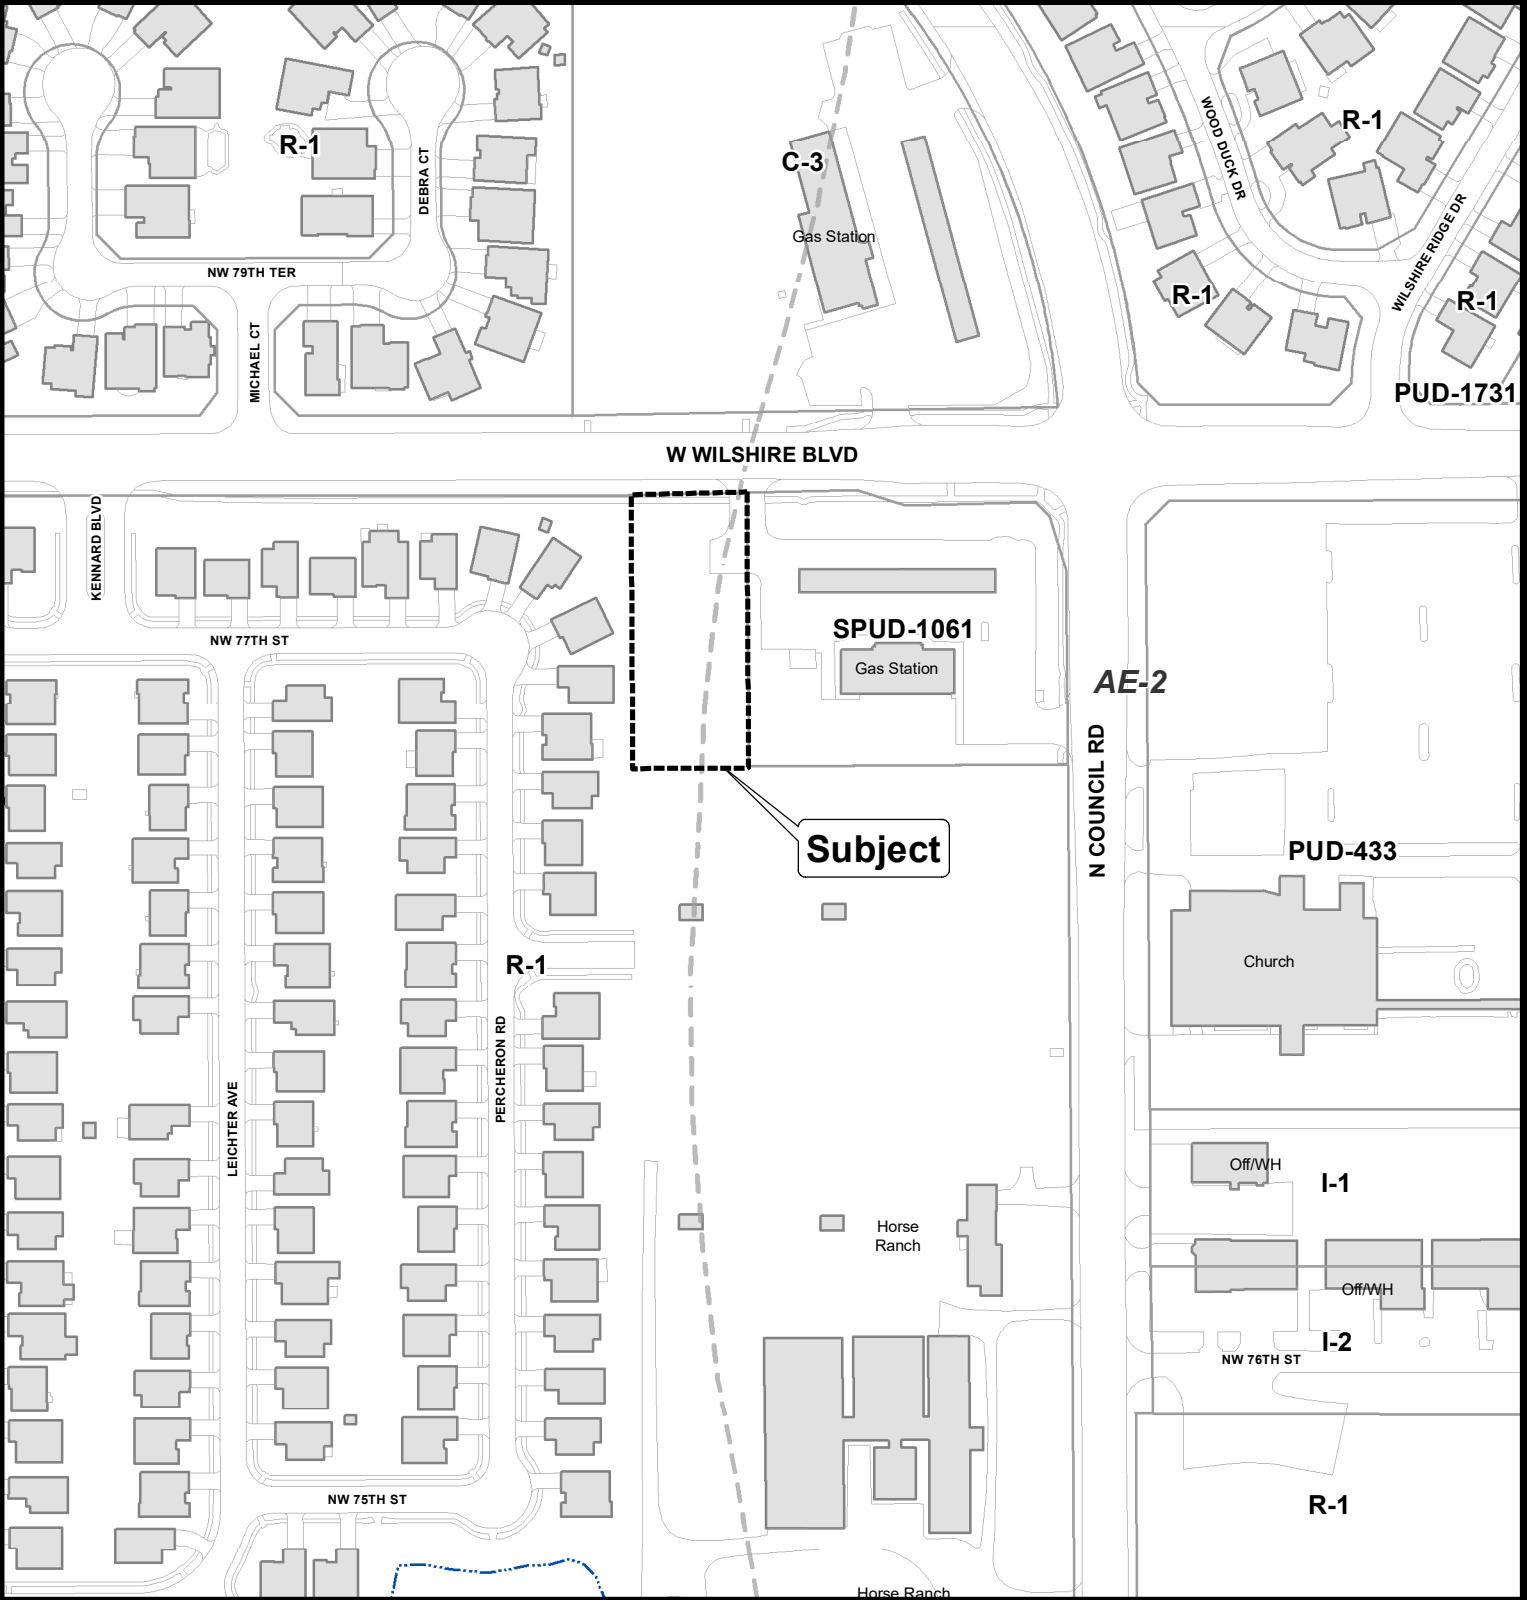 WOOD DUCK DR
R-1
R-1
DEBRA CT
C-3
Gas Station
WILSHIRE RIDGE DR
NW 79TH TER
R-1
R-1
MICHAEL CT
PUD-1731
W WILSHIRE BLVD
KENNARD BLVD
SPUD-1061
NW 77TH ST
Gas Station
AE-2
N COUNCIL RD
Subject
PUD-433
Church
R-1
PERCHERON RD
LEICHTER AVE
Off/WH
I-1
Horse
Ranch
Off/WH
I-2
NW 76TH ST
NW 75TH ST
R-1
Horse Ranch